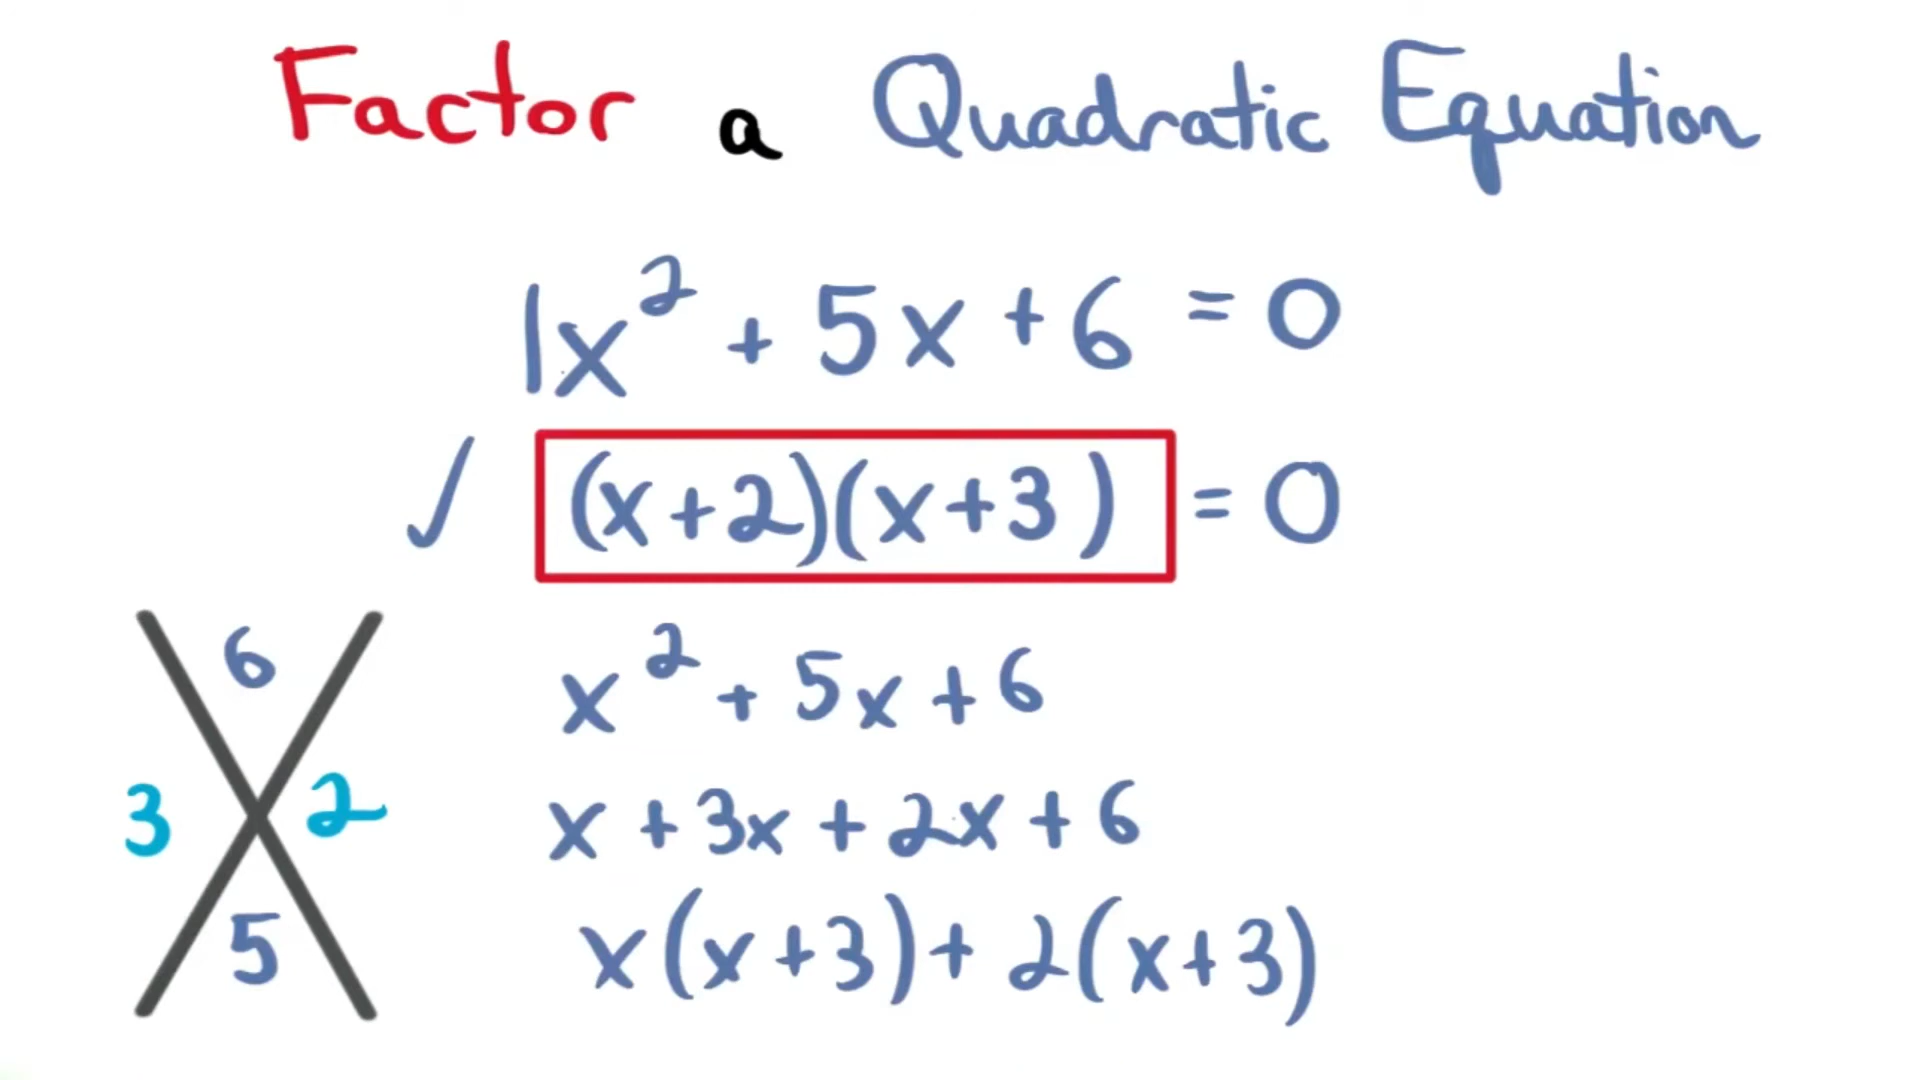 Factor a Quadratic Equation
1x² + 5x + 6 = 0
✓ (x+2)(x+3) = 0
6
3 2
5
x² + 5x + 6
x + 3x + 2x + 6
x(x+3) + 2(x+3)